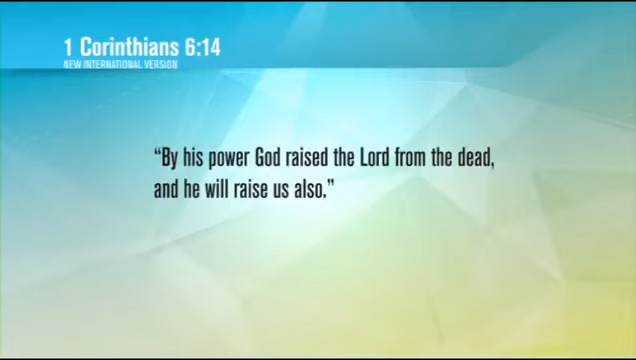 1 Corinthians 6:14
NEW INTERNATIONAL VERSION
“By his power God raised the Lord from the dead,
and he will raise us also.”